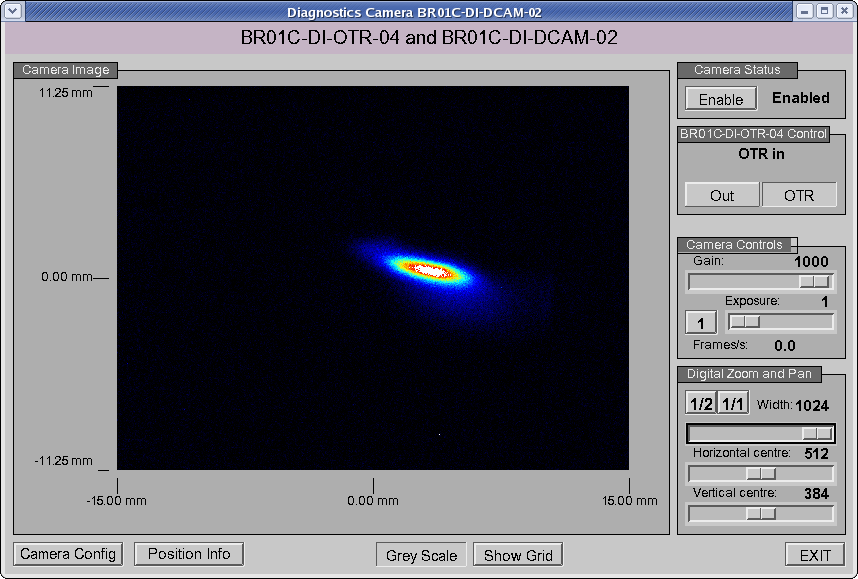 Diagnostics Camera BR01C-DI-DCAM-02
BR01C-DI-OTR-04 and BR01C-DI-DCAM-02
Camera Image
11.25 mm
0.00 mm
-11.25 mm
-15.00 mm
0.00 mm
15.00 mm
Camera Status
Enable Enabled
BR01C-DI-OTR-04 Control
OTR in
Out OTR
Camera Controls
Gain: 1000
Exposure: 1
1
Frames/s: 0.0
Digital Zoom and Pan
1/2 1/1 Width: 1024
Horizontal centre: 512
Vertical centre: 384
Camera Config Position Info Grey Scale Show Grid EXIT